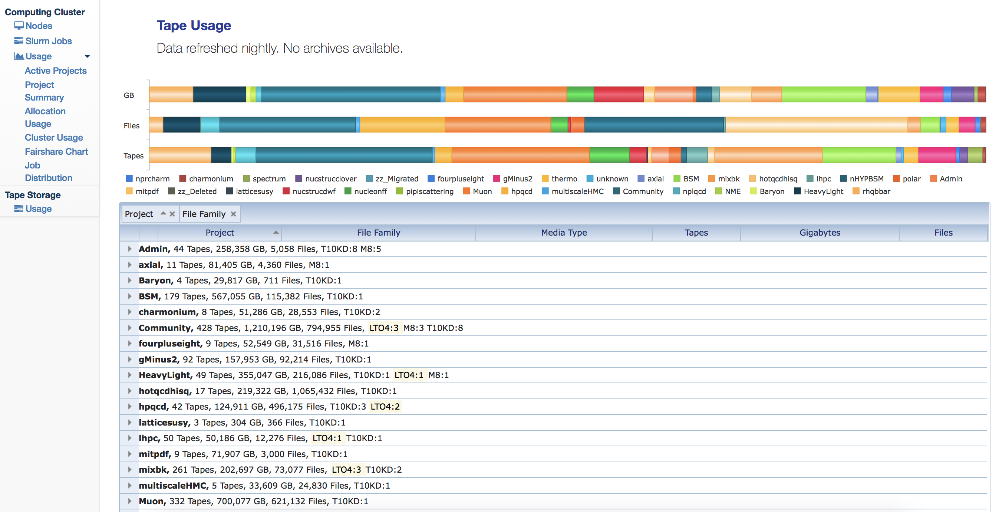 Computing Cluster
Nodes
Slurm Jobs
Usage
Active Projects
Project
Summary
Allocation
Usage
Cluster Usage
Fairshare Chart
Job
Distribution
Tape Storage
Usage
Tape Usage
Data refreshed nightly. No archives available.
GB
Files
Tapes
nprcharm charmonium spectrum nucstrucclover zz_Migrated fourpluseight gMinus2 thermo unknown axial BSM mixbk hotqcdhisq lhpc nHYPBSM polar Admin
mitpdf zz_Deleted latticesusy nucstrucdwf nucleonff pipiscattering Muon hpqcd multiscaleHMC Community nplqcd NME Baryon HeavyLight rhqbbar
Project File Family
Project File Family Media Type Tapes Gigabytes Files
Admin, 44 Tapes, 258,358 GB, 5,058 Files, T10KD:8 M8:5
axial, 11 Tapes, 81,405 GB, 4,360 Files, M8:1
Baryon, 4 Tapes, 29,817 GB, 711 Files, T10KD:1
BSM, 179 Tapes, 567,055 GB, 115,382 Files, T10KD:1
charmonium, 8 Tapes, 51,286 GB, 28,553 Files, T10KD:2
Community, 428 Tapes, 1,210,196 GB, 794,955 Files, LTO4:3 M8:3 T10KD:8
fourpluseight, 9 Tapes, 52,549 GB, 31,516 Files, M8:1
gMinus2, 92 Tapes, 157,953 GB, 92,214 Files, T10KD:1
HeavyLight, 49 Tapes, 355,047 GB, 216,086 Files, T10KD:1 LTO4:1 M8:1
hotqcdhisq, 17 Tapes, 219,322 GB, 1,065,432 Files, T10KD:1
hpqcd, 42 Tapes, 124,911 GB, 496,175 Files, T10KD:3 LTO4:2
latticesusy, 3 Tapes, 304 GB, 366 Files, T10KD:1
lhpc, 50 Tapes, 50,186 GB, 12,276 Files, LTO4:1 T10KD:1
mitpdf, 9 Tapes, 71,907 GB, 3,000 Files, T10KD:1
mixbk, 261 Tapes, 202,697 GB, 73,077 Files, LTO4:3 T10KD:2
multiscaleHMC, 5 Tapes, 33,609 GB, 24,830 Files, T10KD:1
Muon, 332 Tapes, 700,077 GB, 621,132 Files, T10KD:1